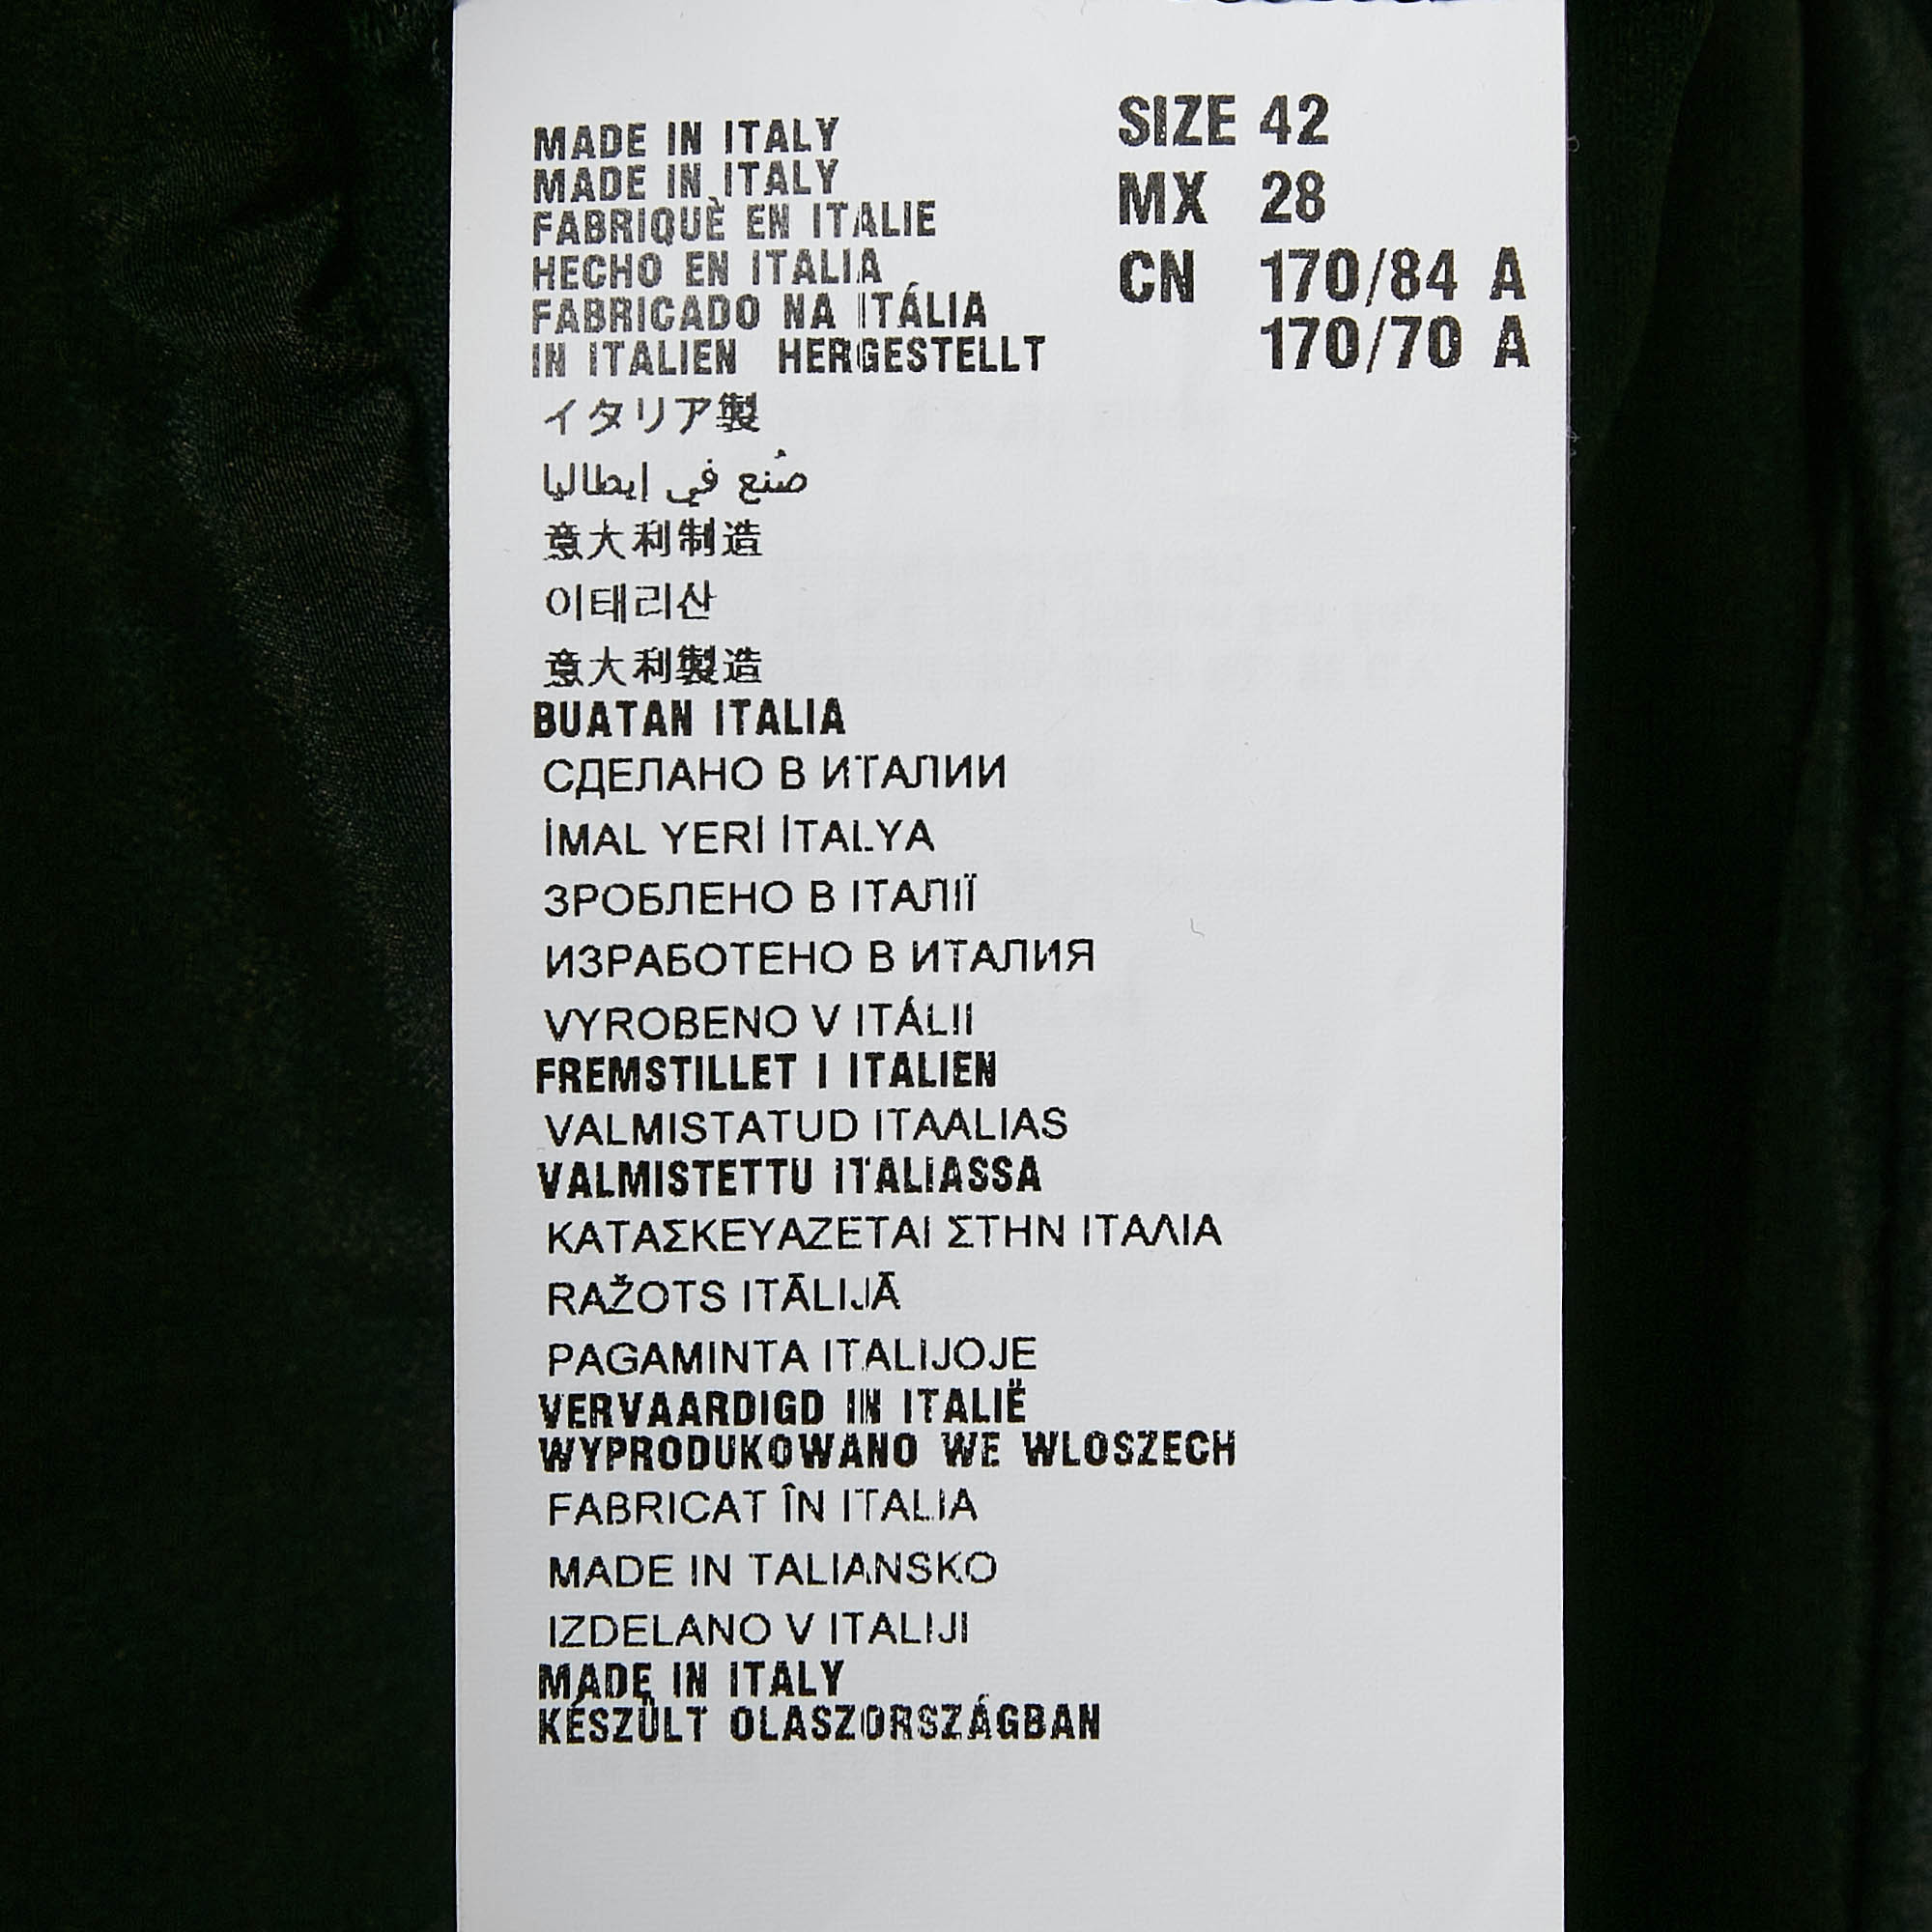 MADE IN ITALY
MADE IN ITALY
FABRIQUÈ EN ITALIE
HECHO EN ITALIA
FABRICADO NA ITÁLIA
IN ITALIEN HERGESTELLT
イタリア製
صُنع في إيطاليا
意大利制造
이태리산
意大利製造
BUATAN ITALIA
СДЕЛАНО В ИТАЛИИ
İMAL YERİ İTALYA
ЗРОБЛЕНО В ІТАЛІЇ
ИЗРАБОТЕНО В ИТАЛИЯ
VYROBENO V ITÁLII
FREMSTILLET I ITALIEN
VALMISTATUD ITAALIAS
VALMISTETTU ITALIASSA
ΚΑΤΑΣΚΕΥΑΖΕΤΑΙ ΣΤΗΝ ΙΤΑΛΙΑ
RAŽOTS ITĀLIJĀ
PAGAMINTA ITALIJOJE
VERVAARDIGD IN ITALIË
WYPRODUKOWANO WE WLOSZECH
FABRICAT ÎN ITALIA
MADE IN TALIANSKO
IZDELANO V ITALIJI
MADE IN ITALY
KÉSZÜLT OLASZORSZÁGBAN
SIZE 42
MX 28
CN 170/84 A
170/70 A